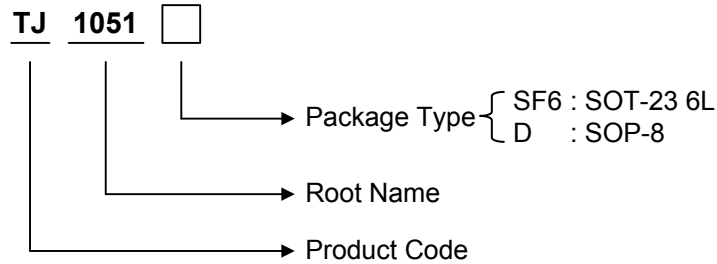 TJ 1051
Package Type SF6 : SOT-23 6L
D : SOP-8
Root Name
Product Code